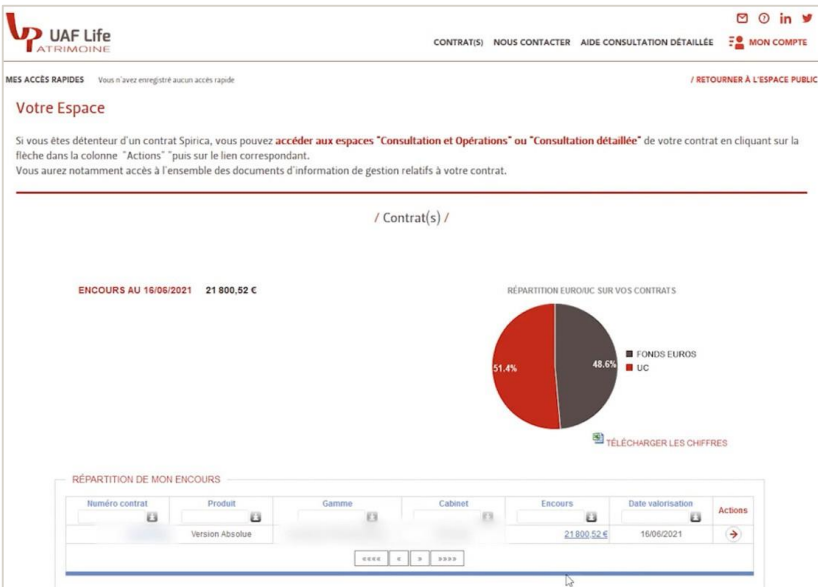 UAF Life
PATRIMOINE
CONTRAT(S) NOUS CONTACTER AIDE CONSULTATION DÉTAILLÉE MON COMPTE
MES ACCÈS RAPIDES Vous n'avez enregistré aucun accès rapide / RETOURNER À L'ESPACE PUBLIC
Votre Espace
Si vous êtes détenteur d'un contrat Spirica, vous pouvez accéder aux espaces "Consultation et Opérations" ou "Consultation détaillée" de votre contrat en cliquant sur la
flèche dans la colonne "Actions" "puis sur le lien correspondant.
Vous aurez notamment accès à l'ensemble des documents d'information de gestion relatifs à votre contrat.
/ Contrat(s) /
ENCOURS AU 16/06/2021 21 800,52 €
RÉPARTITION EURO/UC SUR VOS CONTRATS
51.4%
48.6%
FONDS EUROS
UC
TÉLÉCHARGER LES CHIFFRES
RÉPARTITION DE MON ENCOURS
Numéro contrat Produit Gamme Cabinet Encours Date valorisation Actions
Version Absolue 21 800,52 € 16/06/2021
«««« « » »»»»